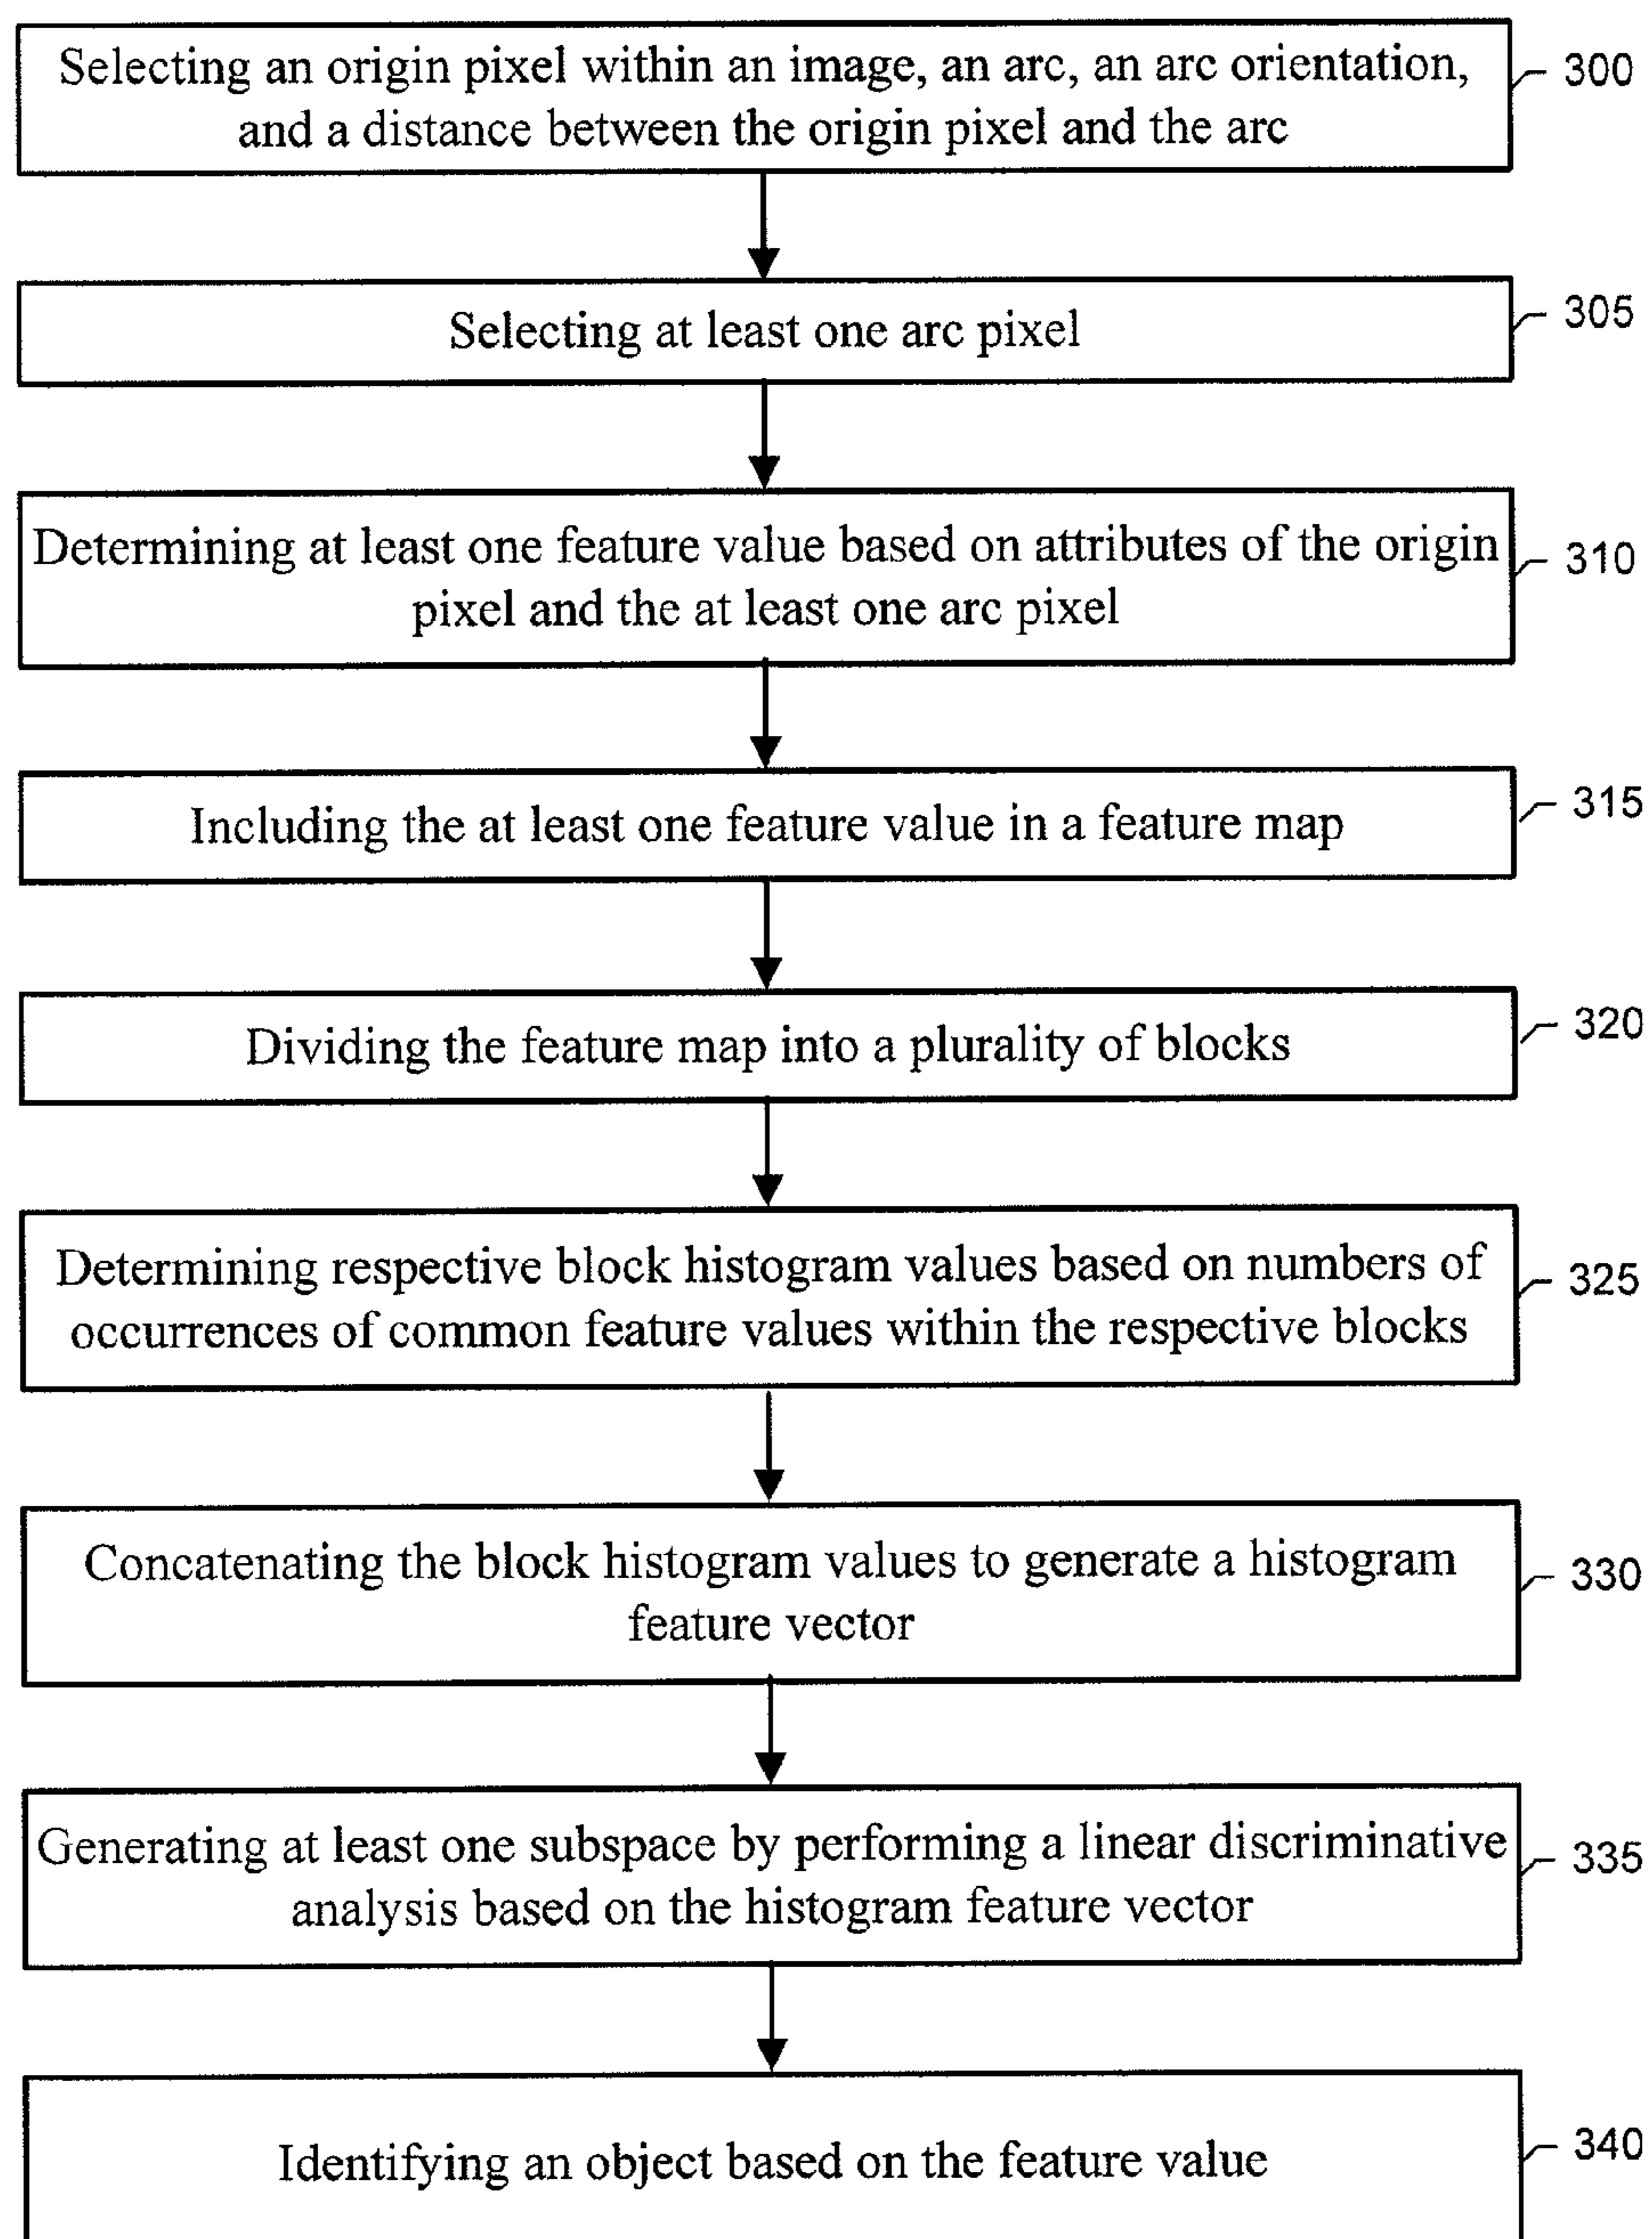 Selecting an origin pixel within an image, an arc, an arc orientation,
and a distance between the origin pixel and the arc
300
Selecting at least one arc pixel
305
Determining at least one feature value based on attributes of the origin
pixel and the at least one arc pixel
310
Including the at least one feature value in a feature map
315
Dividing the feature map into a plurality of blocks
320
Determining respective block histogram values based on numbers of
occurrences of common feature values within the respective blocks
325
Concatenating the block histogram values to generate a histogram
feature vector
330
Generating at least one subspace by performing a linear discriminative
analysis based on the histogram feature vector
335
Identifying an object based on the feature value
340